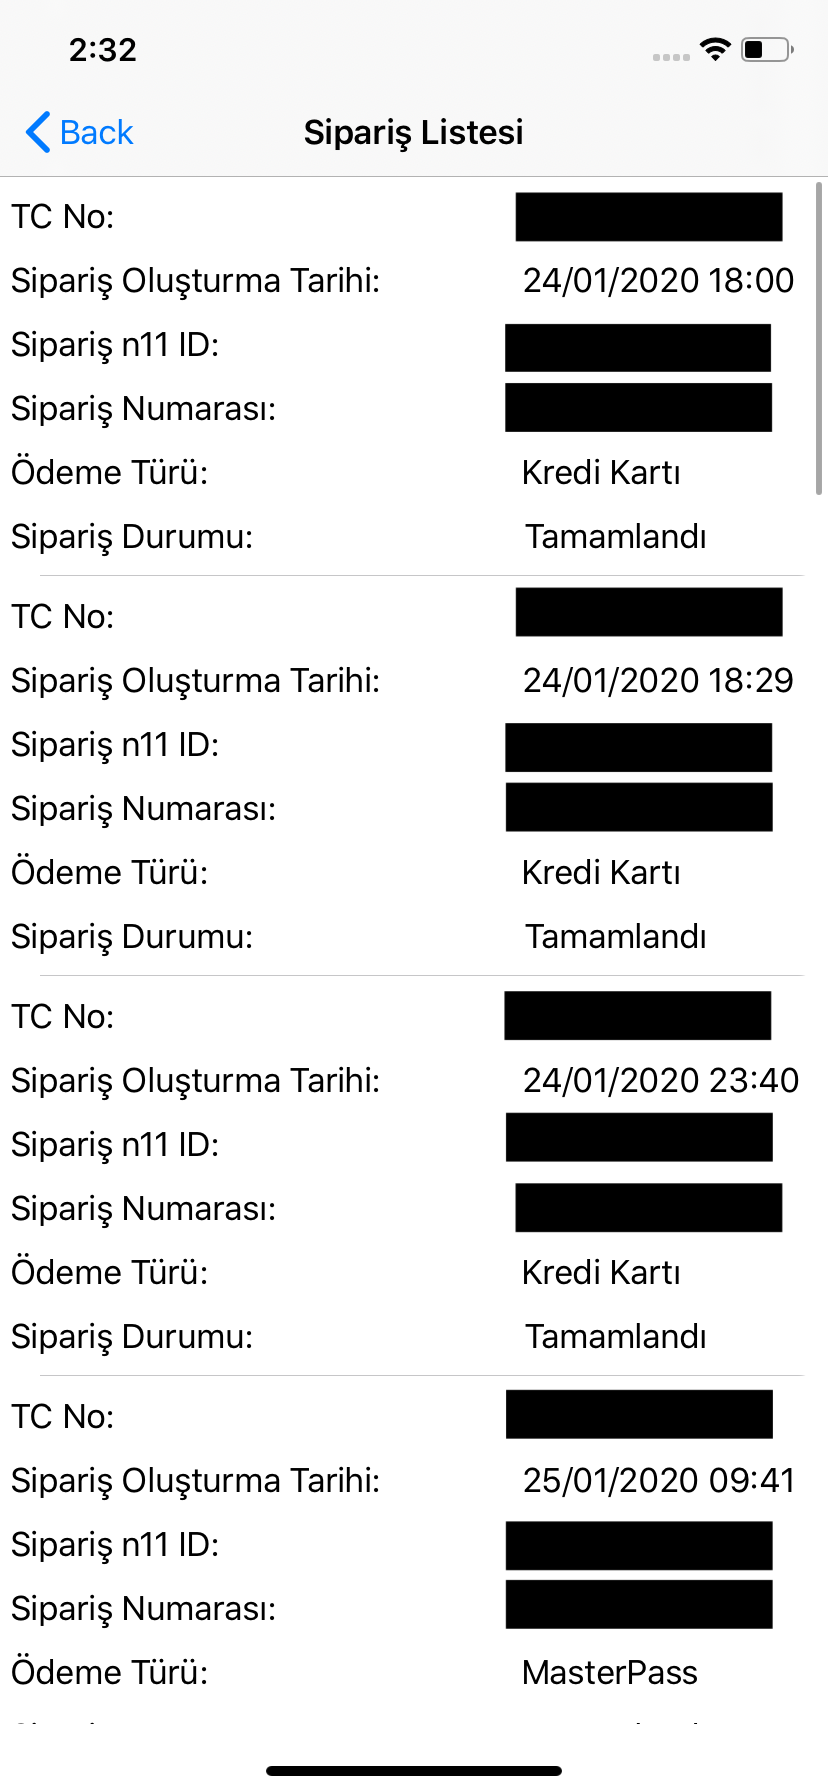 2:32
Back
Sipariş Listesi
TC No:
Sipariş Oluşturma Tarihi: 24/01/2020 18:00
Sipariş n11 ID:
Sipariş Numarası:
Ödeme Türü: Kredi Kartı
Sipariş Durumu: Tamamlandı
TC No:
Sipariş Oluşturma Tarihi: 24/01/2020 18:29
Sipariş n11 ID:
Sipariş Numarası:
Ödeme Türü: Kredi Kartı
Sipariş Durumu: Tamamlandı
TC No:
Sipariş Oluşturma Tarihi: 24/01/2020 23:40
Sipariş n11 ID:
Sipariş Numarası:
Ödeme Türü: Kredi Kartı
Sipariş Durumu: Tamamlandı
TC No:
Sipariş Oluşturma Tarihi: 25/01/2020 09:41
Sipariş n11 ID:
Sipariş Numarası:
Ödeme Türü: MasterPass